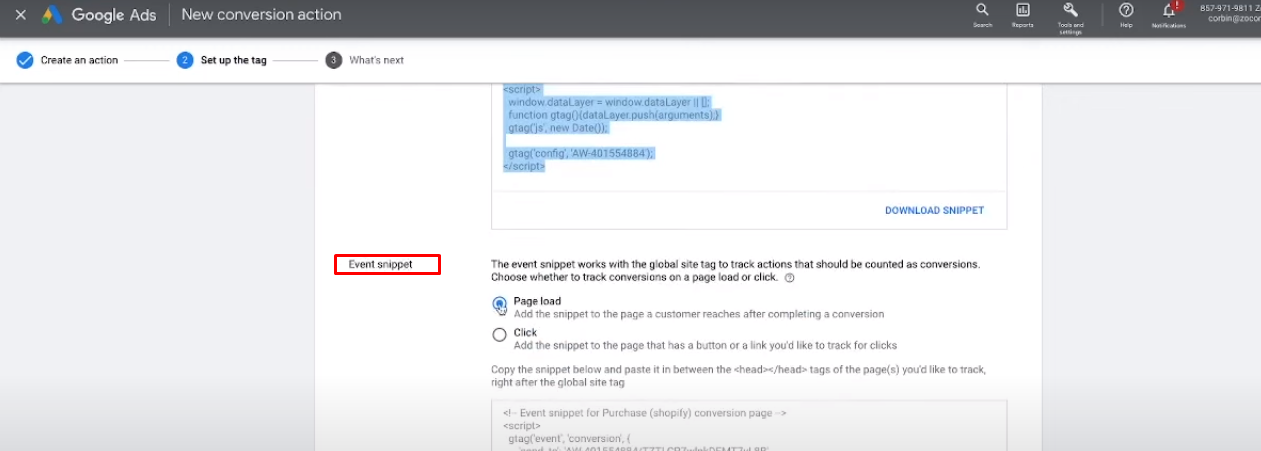 Google Ads
New conversion action
Search
Reports
Tools and
settings
Help
!
Notifications
857-971-9811
Create an action
2
Set up the tag
3
What's next
<script>
window.dataLayer = window.dataLayer || [];
function gtag(){dataLayer.push(arguments);}
gtag('js', new Date());
gtag('config', 'AW-401554884');
</script>
DOWNLOAD SNIPPET
Event snippet
The event snippet works with the global site tag to track actions that should be counted as conversions.
Choose whether to track conversions on a page load or click.
Page load
Add the snippet to the page a customer reaches after completing a conversion
Click
Add the snippet to the page that has a button or a link you'd like to track for clicks
Copy the snippet below and paste it in between the <head></head> tags of the page(s) you'd like to track,
right after the global site tag
<!-- Event snippet for Purchase (shopify) conversion page -->
<script>
gtag('event', 'conversion', {